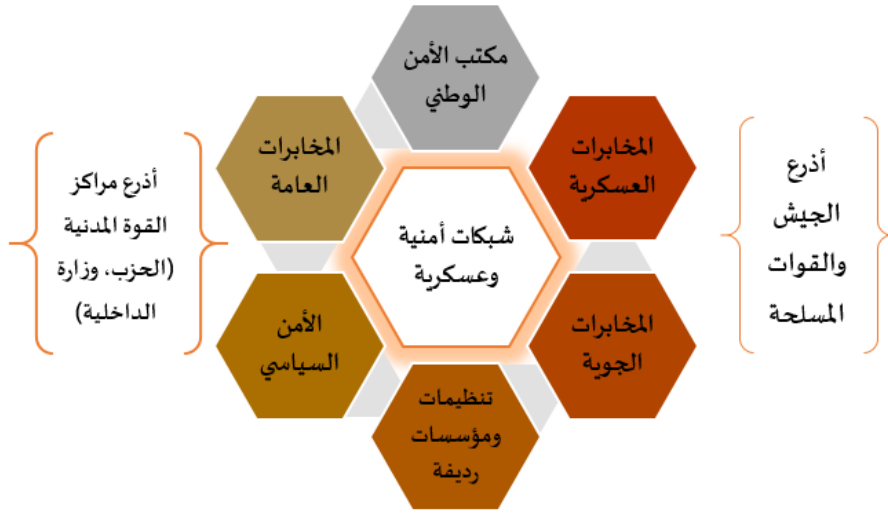 مكتب الأمن
الوطني
المخابرات
العسكرية
المخابرات
الجوية
تنظيمات
ومؤسسات
رديفة
الأمن
السياسي
المخابرات
العامة
شبكات أمنية
وعسكرية
أذرع
الجيش
والقوات
المسلحة
أذرع مراكز
القوة المدنية
(الحزب، وزارة
الداخلية)